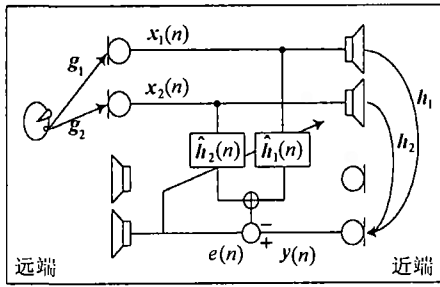 x₁(n)
g₁
x₂(n)
g₂
h₁
h₂
ĥ₂(n) ĥ₁(n)
−
+
e(n) y(n)
远端 近端